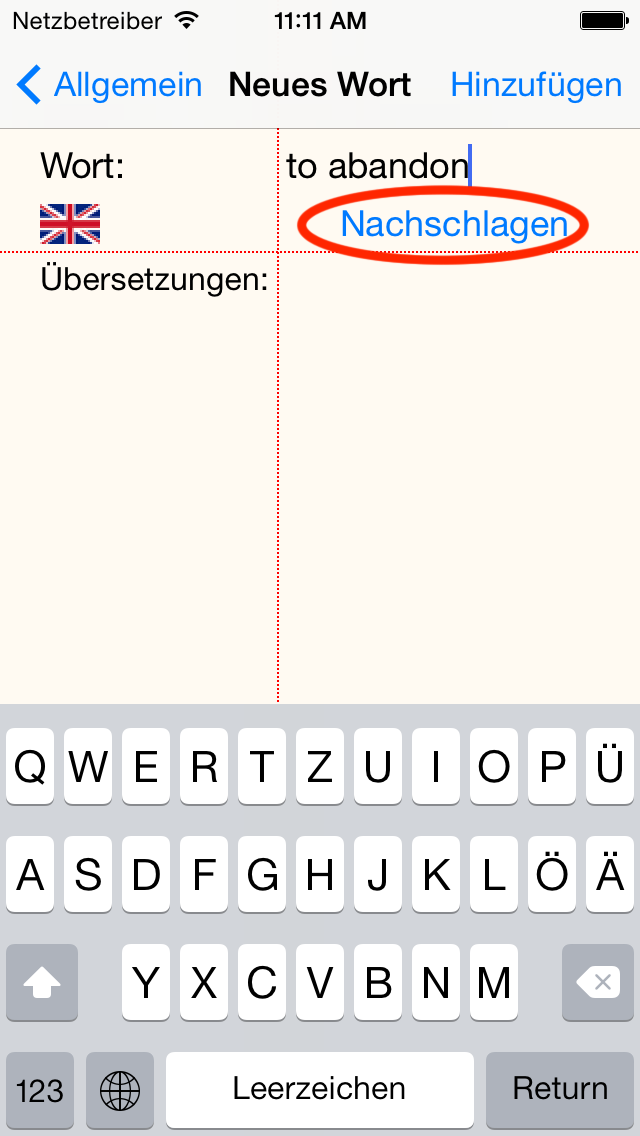 Netzbetreiber 11:11 AM
Allgemein Neues Wort Hinzufügen
Wort: to abandon
Nachschlagen
Übersetzungen:
Q W E R T Z U I O P Ü
A S D F G H J K L Ö Ä
Y X C V B N M
123 Leerzeichen Return